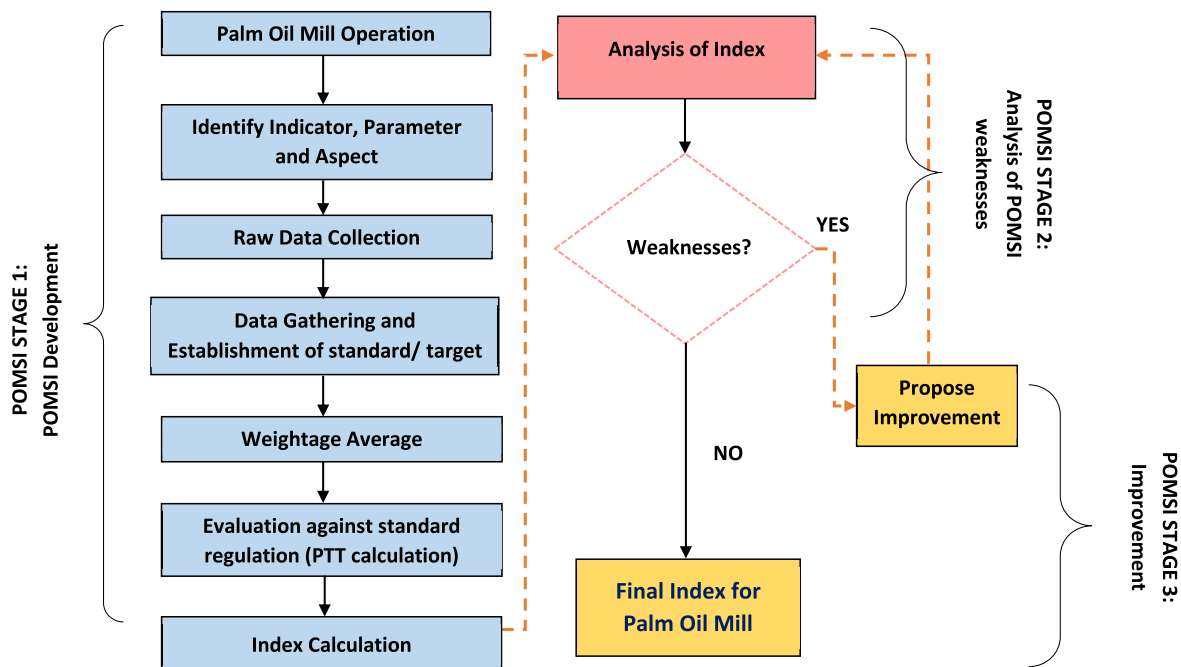 POMSI STAGE 1:
POMSI Development
Palm Oil Mill Operation
Identify Indicator, Parameter
and Aspect
Raw Data Collection
Data Gathering and
Establishment of standard/ target
Weightage Average
Evaluation against standard
regulation (PTT calculation)
Index Calculation
Analysis of Index
Weaknesses?
YES
NO
Final Index for
Palm Oil Mill
Propose
Improvement
POMSI STAGE 2:
Analysis of POMSI
weaknesses
POMSI STAGE 3:
Improvement